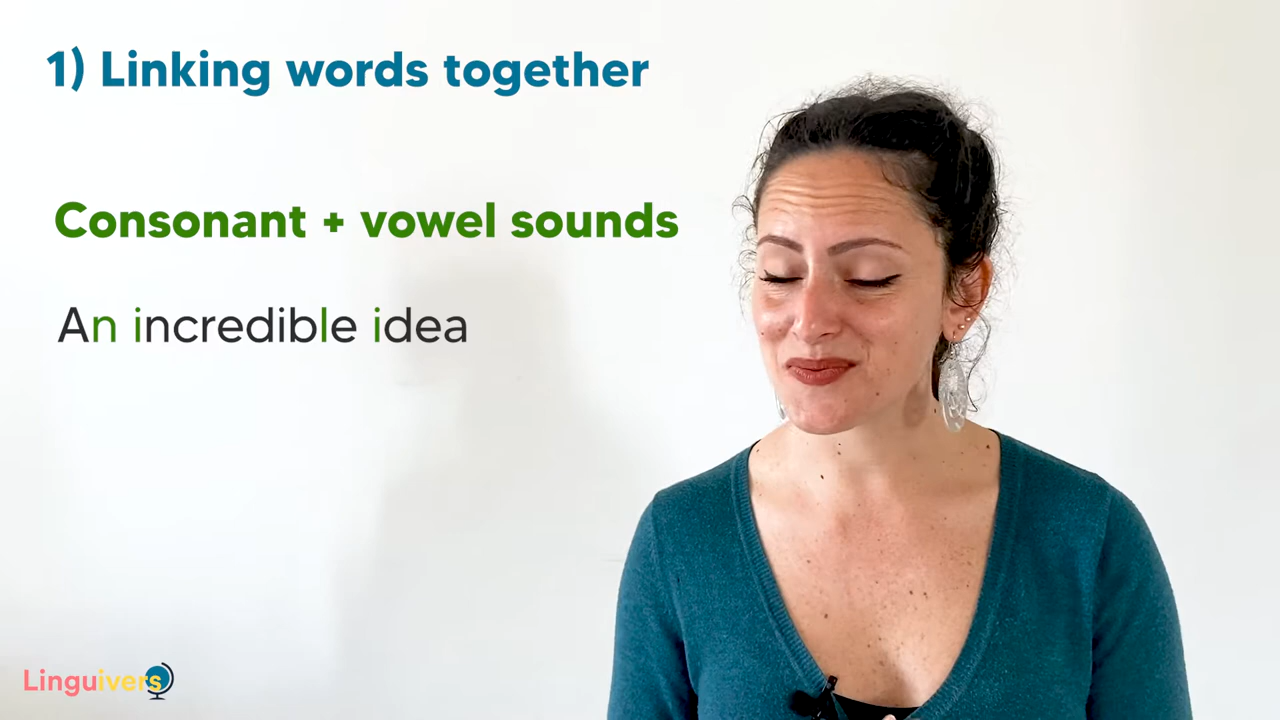 1) Linking words together
Consonant + vowel sounds
An incredible idea
Linguivers